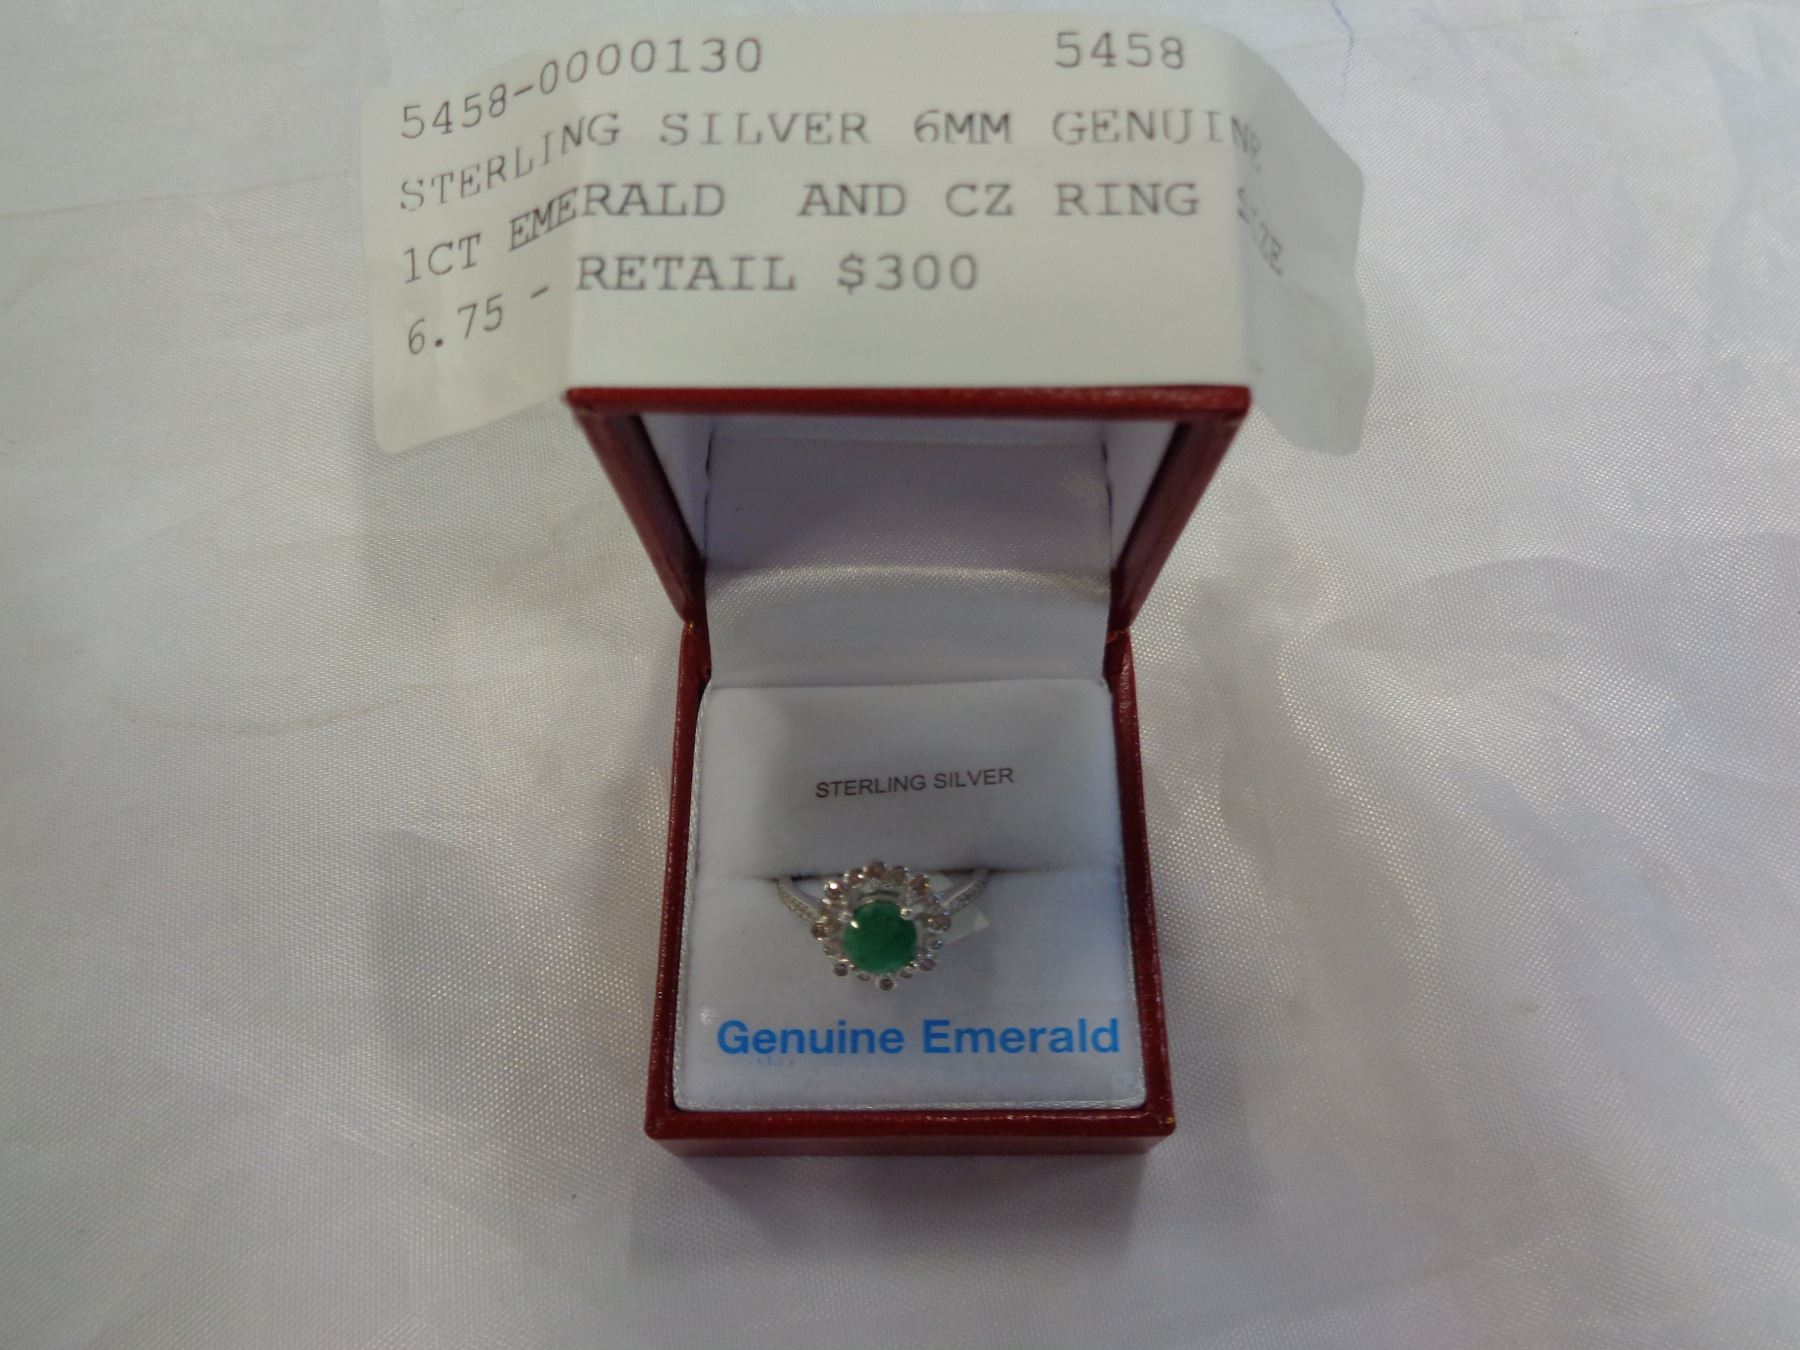 5458-0000130 5458
STERLING SILVER 6MM GENUINE
1CT EMERALD AND CZ RING SIZE
6.75 - RETAIL $300
STERLING SILVER
Genuine Emerald